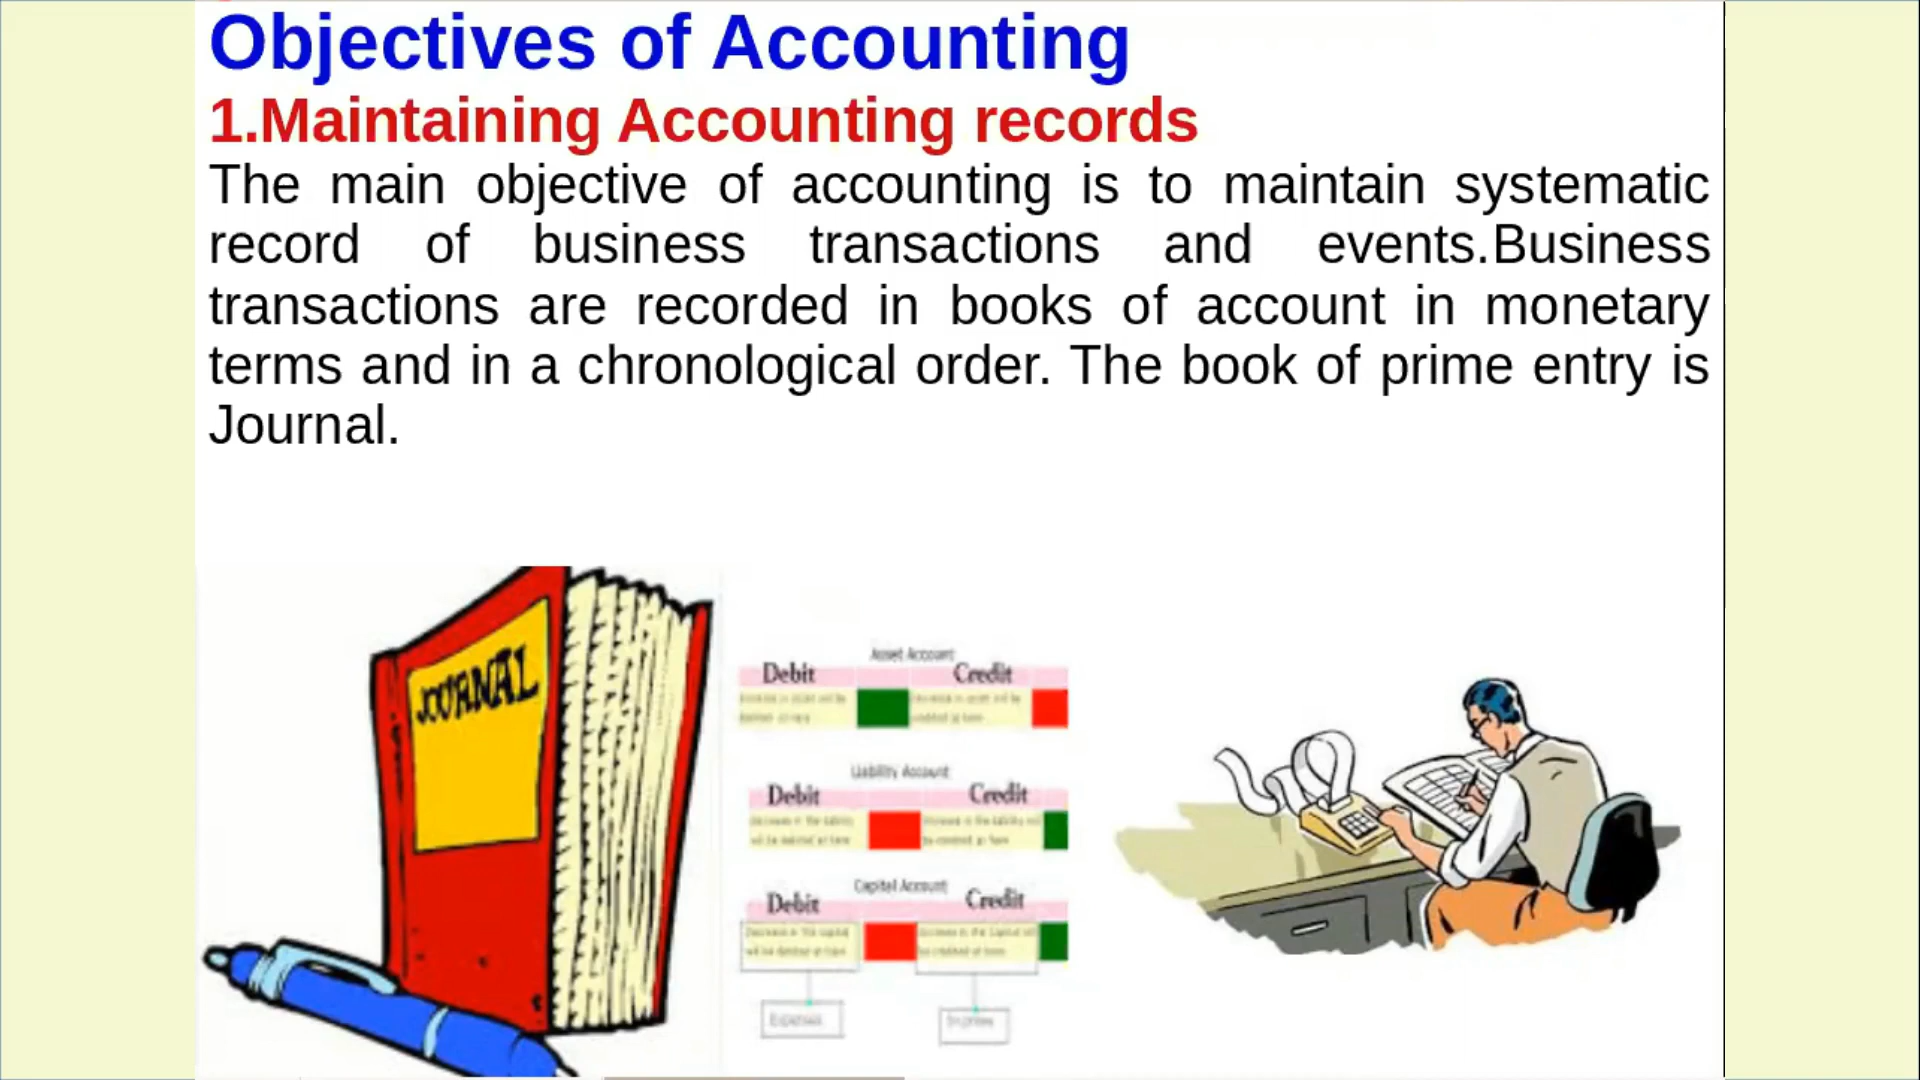 Objectives of Accounting
1.Maintaining Accounting records
The main objective of accounting is to maintain systematic
record of business transactions and events.Business
transactions are recorded in books of account in monetary
terms and in a chronological order. The book of prime entry is
Journal.
JOURNAL
Asset Account
Debit Credit
Liability Account
Debit Credit
Capital Account
Debit Credit
Expenses